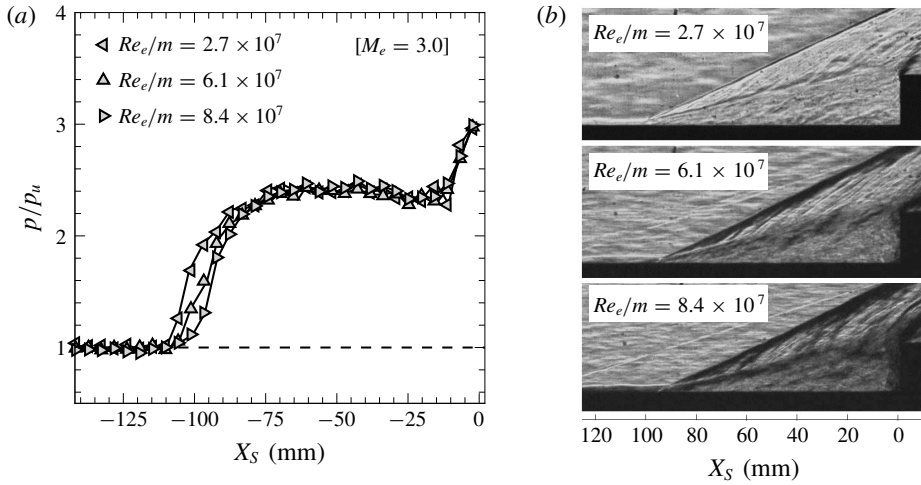 (a)
4
3
2
1
p/p_u
Re_e/m = 2.7 × 10^7
[M_e = 3.0]
Re_e/m = 6.1 × 10^7
Re_e/m = 8.4 × 10^7
−125 −100 −75 −50 −25 0
X_S (mm)
(b)
Re_e/m = 2.7 × 10^7
Re_e/m = 6.1 × 10^7
Re_e/m = 8.4 × 10^7
120 100 80 60 40 20 0
X_S (mm)